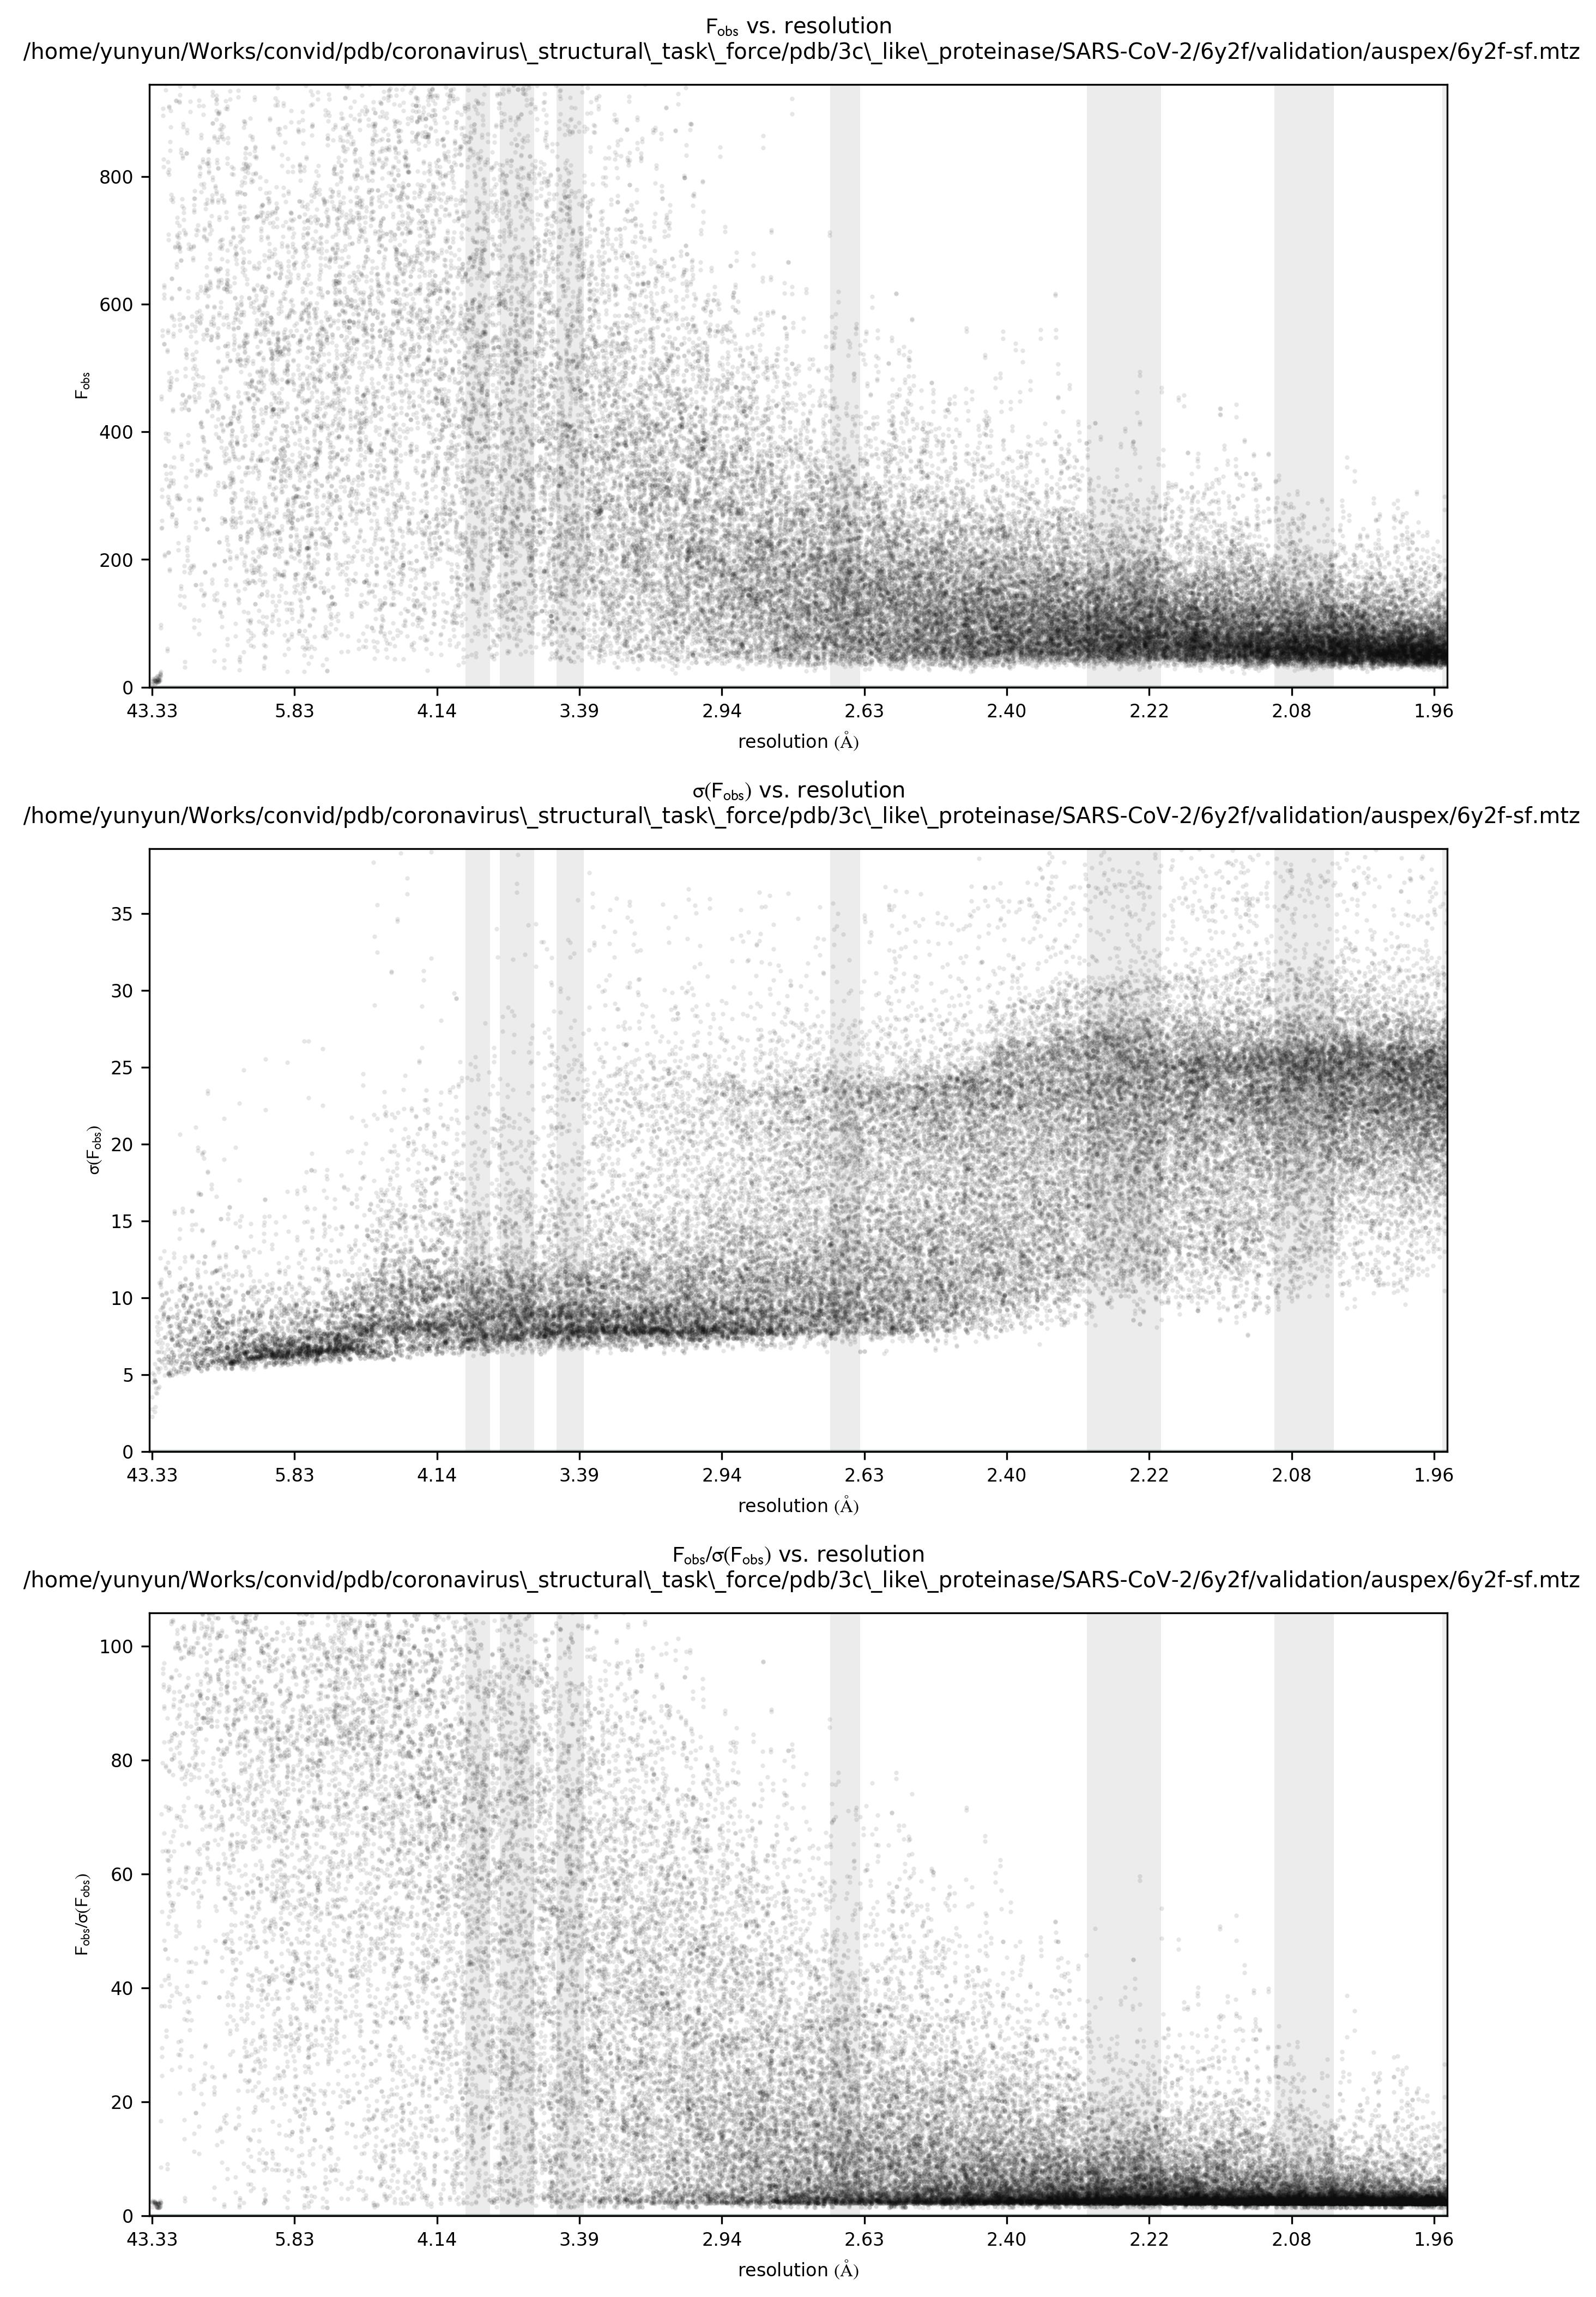 Fobs vs. resolution
/home/yunyun/Works/convid/pdb/coronavirus\_structural\_task\_force/pdb/3c\_like\_proteinase/SARS-CoV-2/6y2f/validation/auspex/6y2f-sf.mtz
800
600
400
200
0
Fobs
43.33 5.83 4.14 3.39 2.94 2.63 2.40 2.22 2.08 1.96
resolution (Å)
σ(Fobs) vs. resolution
/home/yunyun/Works/convid/pdb/coronavirus\_structural\_task\_force/pdb/3c\_like\_proteinase/SARS-CoV-2/6y2f/validation/auspex/6y2f-sf.mtz
35
30
25
20
15
10
5
0
σ(Fobs)
43.33 5.83 4.14 3.39 2.94 2.63 2.40 2.22 2.08 1.96
resolution (Å)
Fobs/σ(Fobs) vs. resolution
/home/yunyun/Works/convid/pdb/coronavirus\_structural\_task\_force/pdb/3c\_like\_proteinase/SARS-CoV-2/6y2f/validation/auspex/6y2f-sf.mtz
100
80
60
40
20
0
Fobs/σ(Fobs)
43.33 5.83 4.14 3.39 2.94 2.63 2.40 2.22 2.08 1.96
resolution (Å)